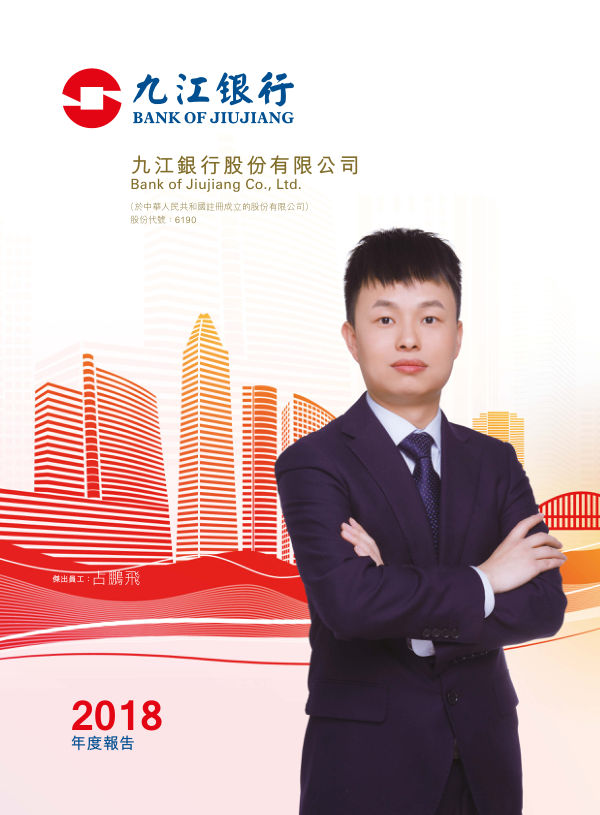 九江银行
BANK OF JIUJIANG
九江銀行股份有限公司
Bank of Jiujiang Co., Ltd.
（於中華人民共和國註冊成立的股份有限公司）
股份代號：6190
傑出員工：占鵬飛
2018
年度報告